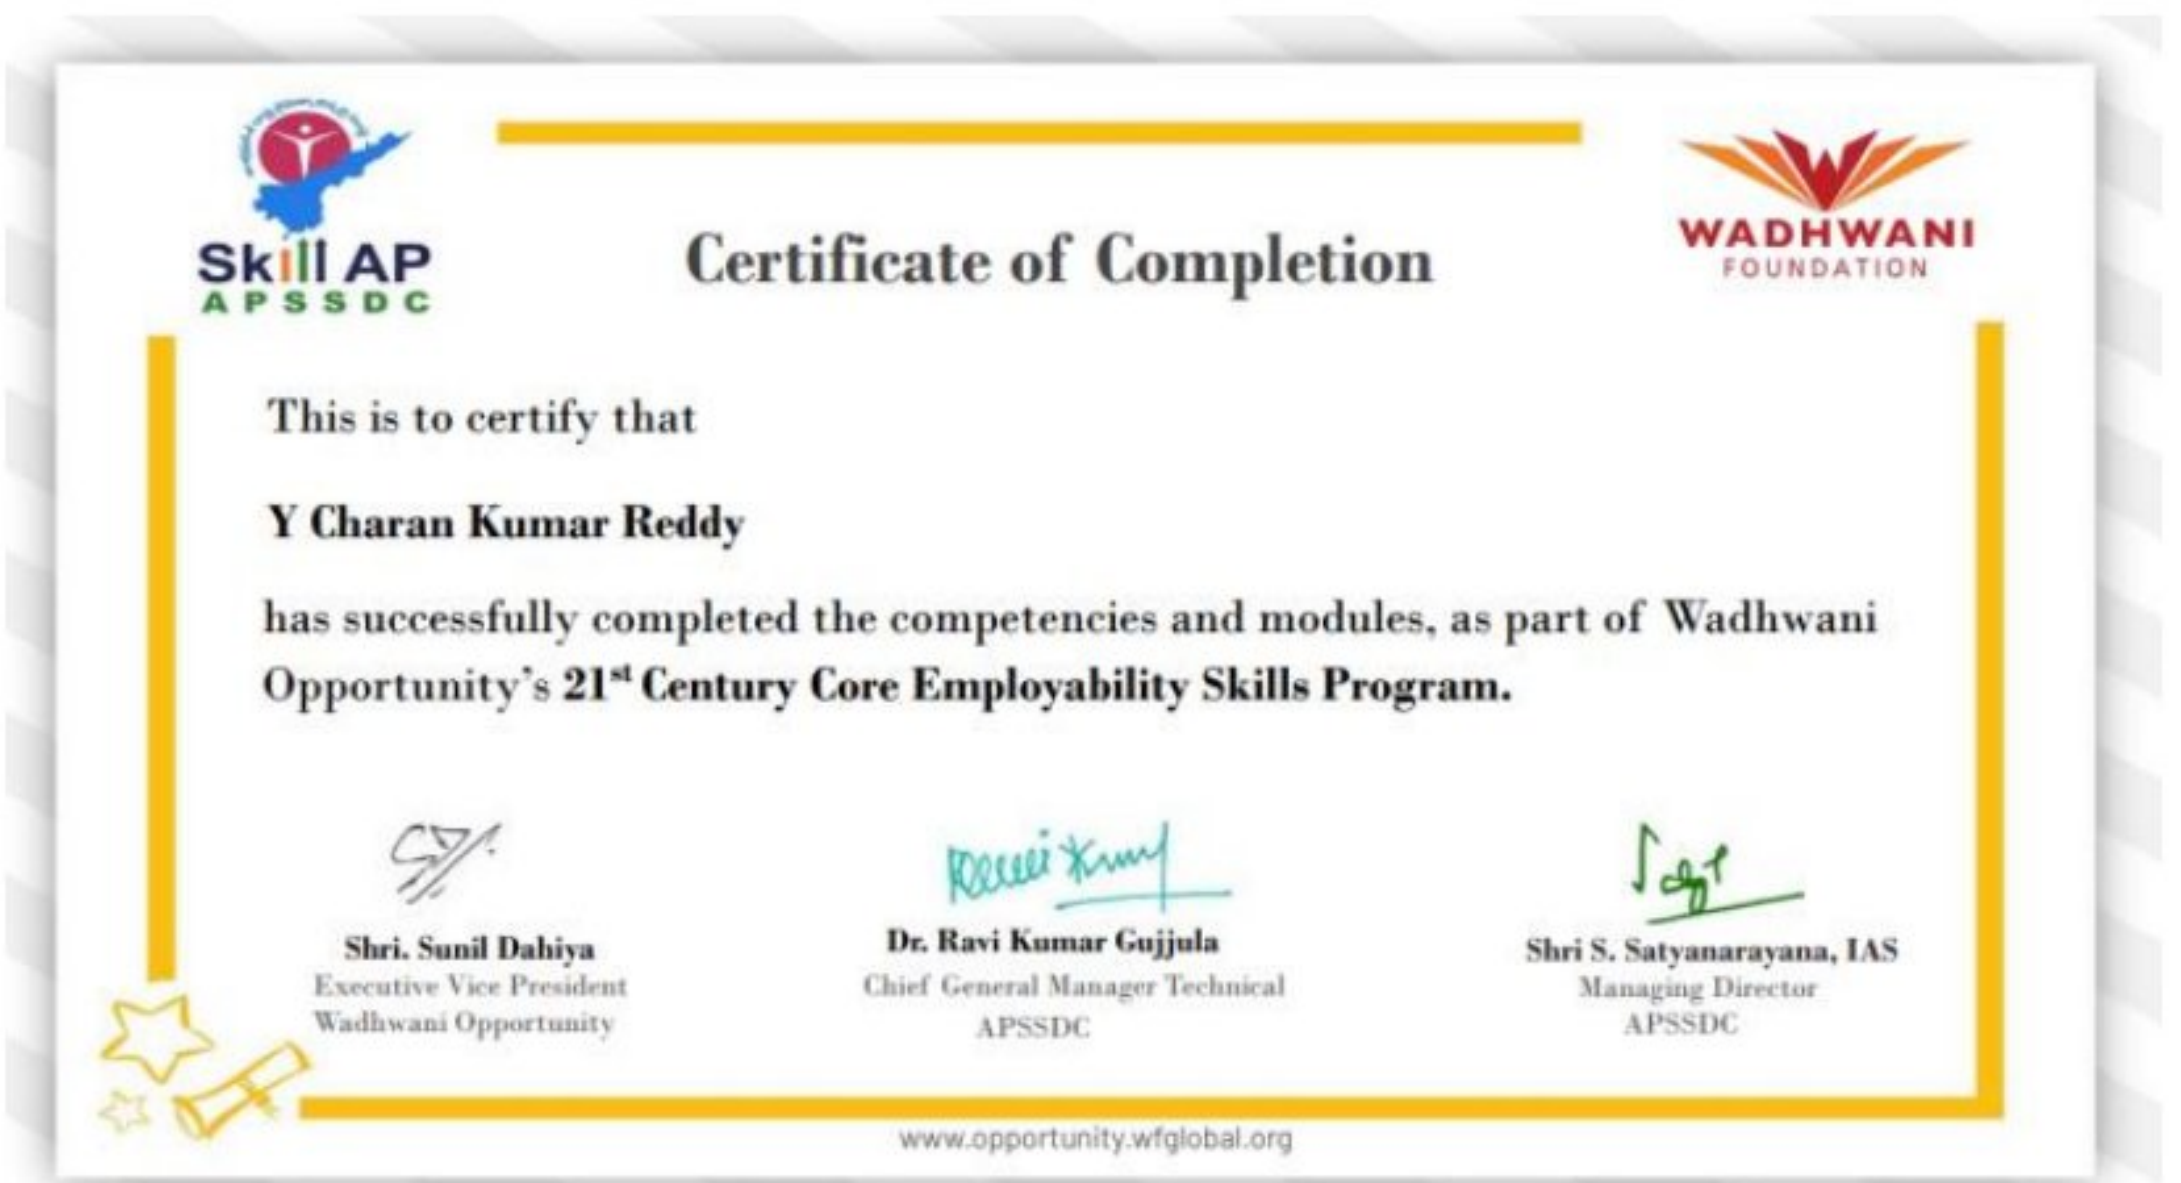 Skill AP
APSSDC
WADHWANI
FOUNDATION
Certificate of Completion
This is to certify that
Y Charan Kumar Reddy
has successfully completed the competencies and modules, as part of Wadhwani
Opportunity's 21st Century Core Employability Skills Program.
Shri. Sunil Dahiya
Executive Vice President
Wadhwani Opportunity
Dr. Ravi Kumar Gujjula
Chief General Manager Technical
APSSDC
Shri S. Satyanarayana, IAS
Managing Director
APSSDC
www.opportunity.wfglobal.org